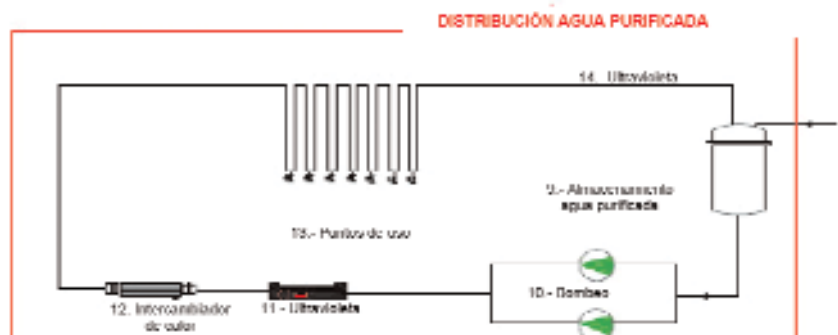 DISTRIBUCIÓN AGUA PURIFICADA
14.- Ultravioleta
9.- Almacenamiento
agua purificada
13.- Puntos de uso
10.- Bombeo
12. Intercambiador
de calor
11 - Ultravioleta